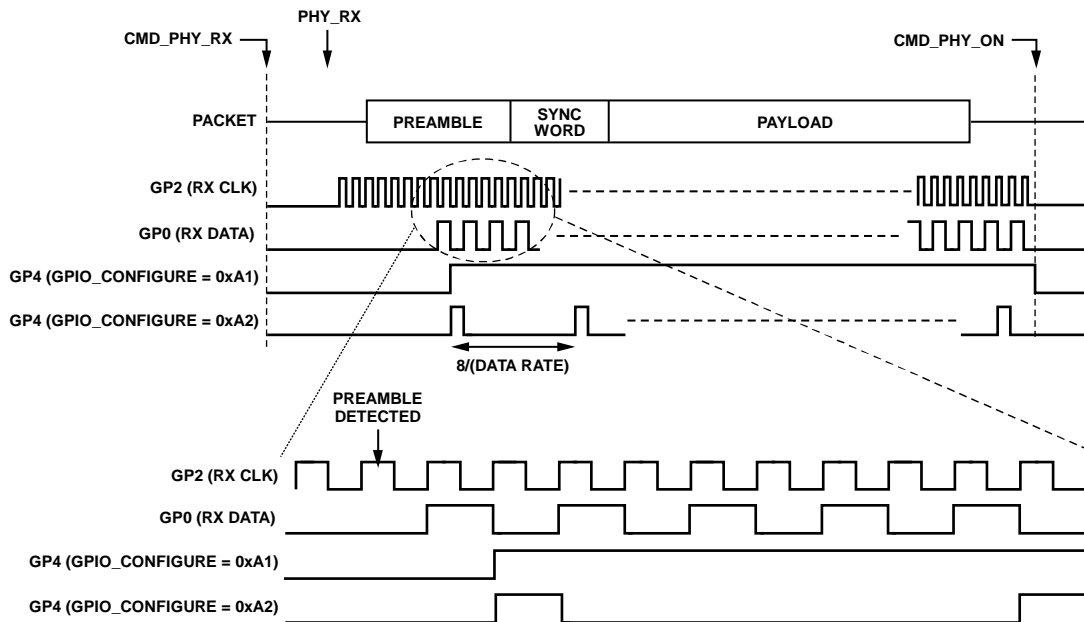 PHY_RX
CMD_PHY_RX
CMD_PHY_ON
PACKET
PREAMBLE
SYNC
WORD
PAYLOAD
GP2 (RX CLK)
GP0 (RX DATA)
GP4 (GPIO_CONFIGURE = 0xA1)
GP4 (GPIO_CONFIGURE = 0xA2)
8/(DATA RATE)
PREAMBLE
DETECTED
GP2 (RX CLK)
GP0 (RX DATA)
GP4 (GPIO_CONFIGURE = 0xA1)
GP4 (GPIO_CONFIGURE = 0xA2)